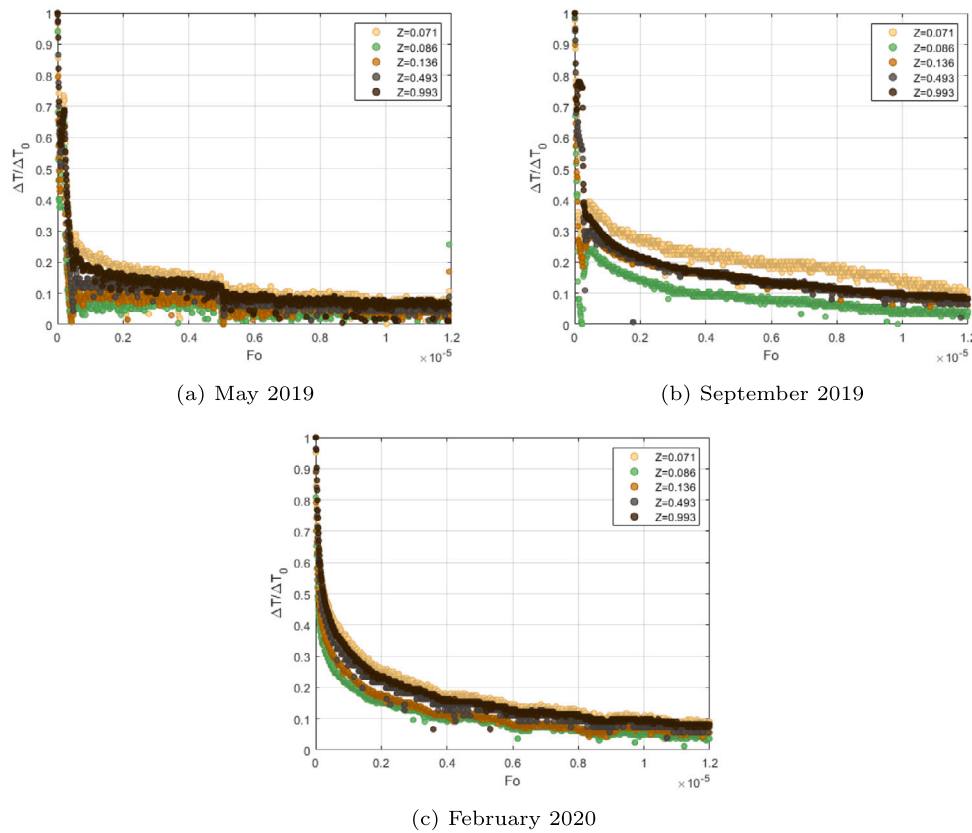 1
0.9
0.8
0.7
0.6
0.5
0.4
0.3
0.2
0.1
0
ΔT/ΔT0
Z=0.071
Z=0.086
Z=0.136
Z=0.493
Z=0.993
0 0.2 0.4 0.6 0.8 1 1.2
Fo
×10-5
(a) May 2019
1
0.9
0.8
0.7
0.6
0.5
0.4
0.3
0.2
0.1
0
ΔT/ΔT0
Z=0.071
Z=0.086
Z=0.136
Z=0.493
Z=0.993
0 0.2 0.4 0.6 0.8 1 1.2
Fo
×10-5
(b) September 2019
1
0.9
0.8
0.7
0.6
0.5
0.4
0.3
0.2
0.1
0
ΔT/ΔT0
Z=0.071
Z=0.086
Z=0.136
Z=0.493
Z=0.993
0 0.2 0.4 0.6 0.8 1 1.2
Fo
×10-5
(c) February 2020